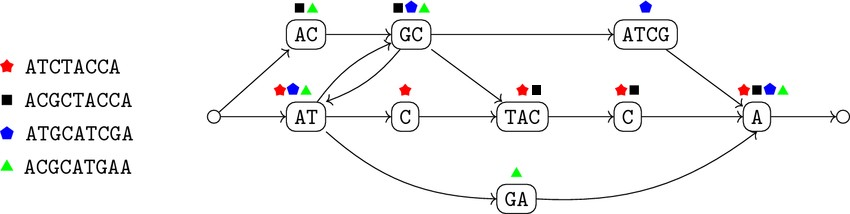 AC GC ATCG
ATCTACCA
ACGCTACCA
AT C TAC C A
ATGCATCGA
ACGCATGAA
GA